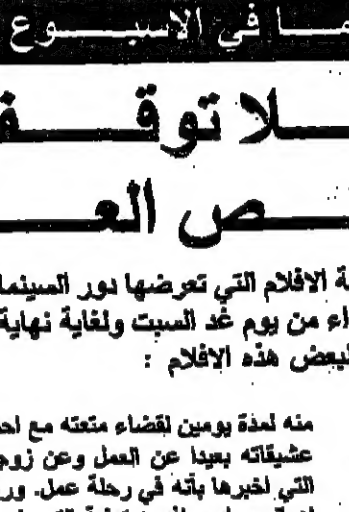 ما في الاسبوع
لا توقف
ص الع
ة الافلام التي تعرضها دور السينما
اء من يوم غد السبت ولغاية نهاية
لبعض هذه الافلام :
منه لمدة يومين لقضاء متعته مع احد
عشيقاته بعيدا عن العمل وعن زوج
التي اخبرها بأنه في رحلة عمل. ور